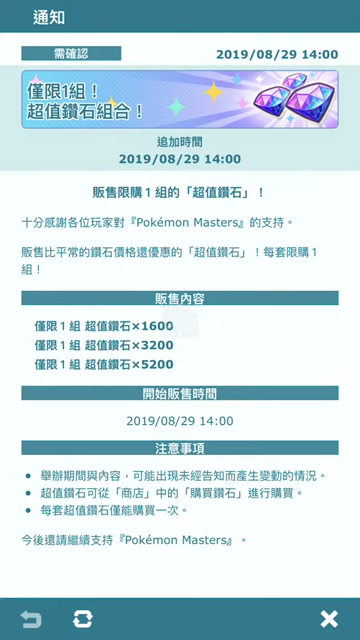 通知
需確認
2019/08/29 14:00
僅限1組！
超值鑽石組合！
追加時間
2019/08/29 14:00
販售限購１組的「超值鑽石」！
十分感謝各位玩家對『Pokémon Masters』的支持。
販售比平常的鑽石價格還優惠的「超值鑽石」！每套限購１
組！
販售內容
僅限１組 超值鑽石×1600
僅限１組 超值鑽石×3200
僅限１組 超值鑽石×5200
開始販售時間
2019/08/29 14:00
注意事項
• 舉辦期間與內容，可能出現未經告知而產生變動的情況。
• 超值鑽石可從「商店」中的「購買鑽石」進行購買。
• 每套超值鑽石僅能購買一次。
今後還請繼續支持『Pokémon Masters』。